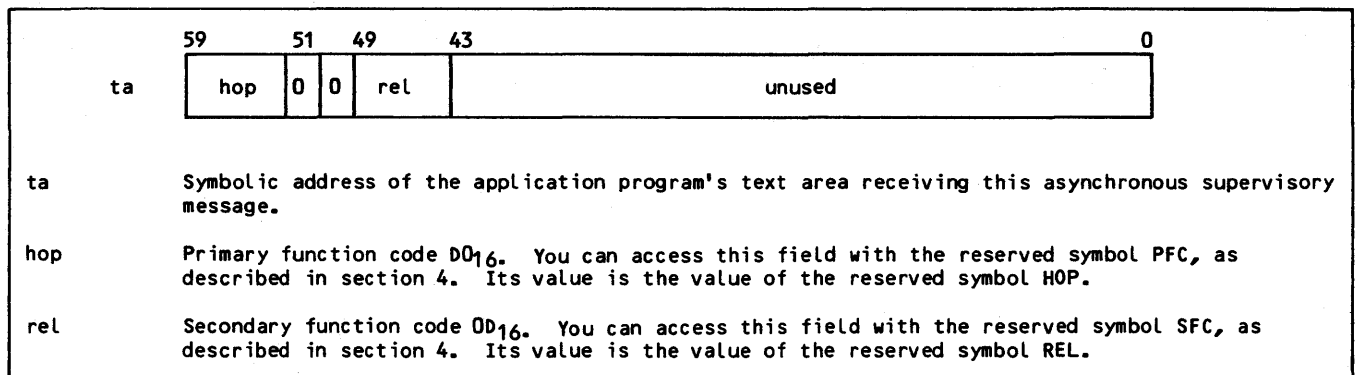 59 51 49 43 0
ta hop 0 0 rel unused
ta Symbolic address of the application program's text area receiving this asynchronous supervisory
message.
hop Primary function code D0₁₆. You can access this field with the reserved symbol PFC, as
described in section 4. Its value is the value of the reserved symbol HOP.
rel Secondary function code 0D₁₆. You can access this field with the reserved symbol SFC, as
described in section 4. Its value is the value of the reserved symbol REL.